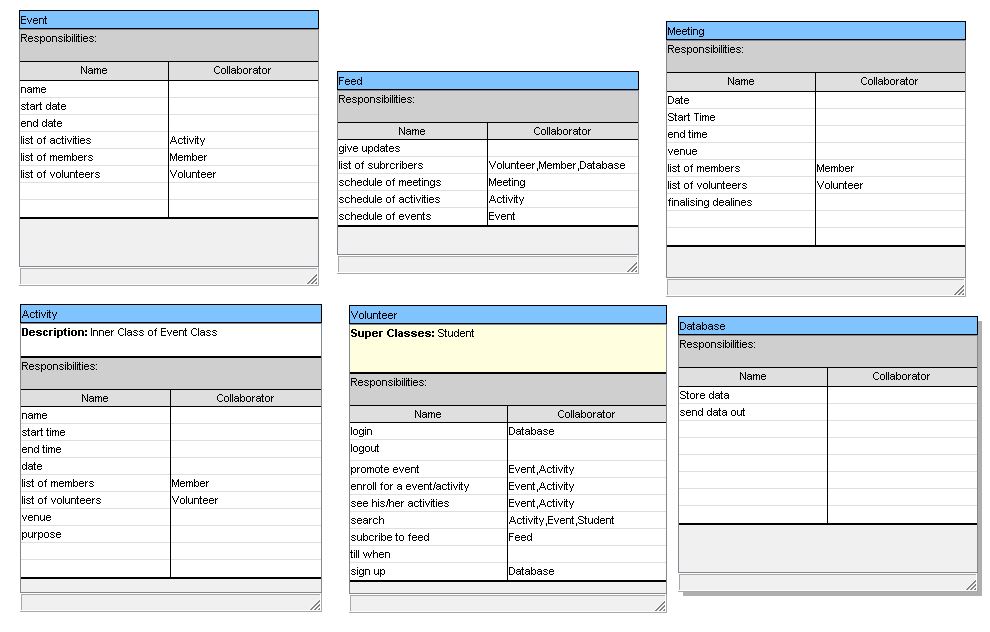 Event
Responsibilities:
Name Collaborator
name
start date
end date
list of activities Activity
list of members Member
list of volunteers Volunteer
Feed
Responsibilities:
Name Collaborator
give updates
list of subrcribers Volunteer,Member,Database
schedule of meetings Meeting
schedule of activities Activity
schedule of events Event
Meeting
Responsibilities:
Name Collaborator
Date
Start Time
end time
venue
list of members Member
list of volunteers Volunteer
finalising dealines
Activity
Description: Inner Class of Event Class
Responsibilities:
Name Collaborator
name
start time
end time
date
list of members Member
list of volunteers Volunteer
venue
purpose
Volunteer
Super Classes: Student
Responsibilities:
Name Collaborator
login Database
logout
promote event Event,Activity
enroll for a event/activity Event,Activity
see his/her activities Event,Activity
search Activity,Event,Student
subcribe to feed Feed
till when
sign up Database
Database
Responsibilities:
Name Collaborator
Store data
send data out